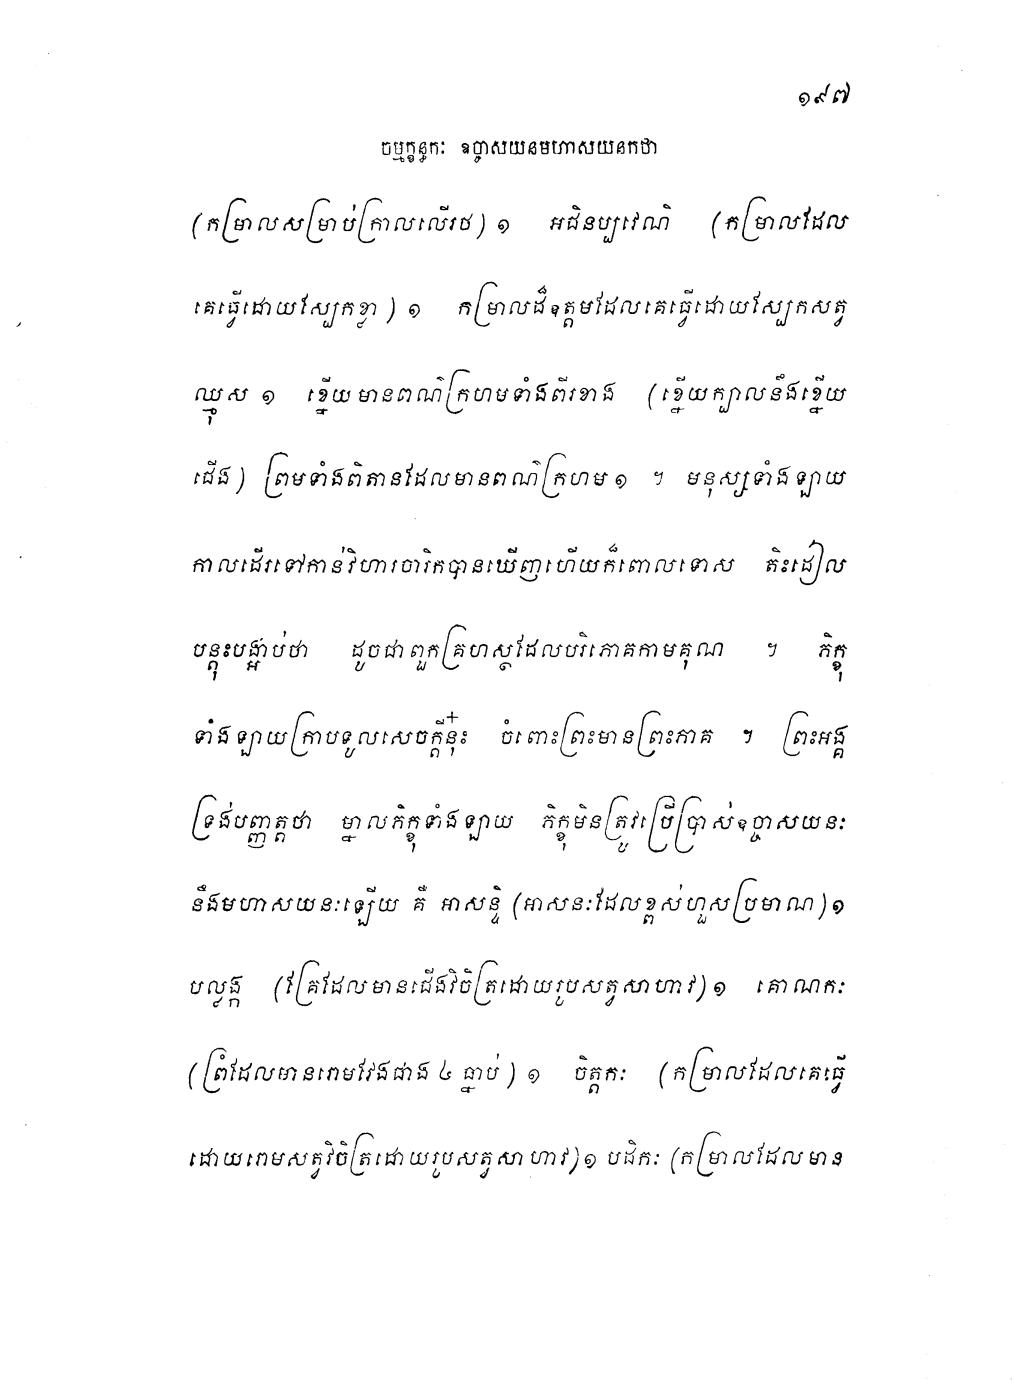 ១៩៧
ចម្មក្ខន្ធកៈ ឧច្ចាសយនមហាសយនកថា
(កម្រាលសម្រាប់ក្រាលលើរថ) ១ អជិនប្បវេណិ (កម្រាលដែល
គេធ្វើដោយស្បែកខ្លា) ១ កម្រាលដ៏ឧត្តមដែលគេធ្វើដោយស្បែកសត្វ
ឈ្មុស ១ ខ្នើយមានពណ៌ក្រហមទាំងពីរខាង (ខ្នើយក្បាលនឹងខ្នើយ
ជើង) ព្រមទាំងពិតានដែលមានពណ៌ក្រហម ១ ។ មនុស្សទាំងឡាយ
កាលដើរទៅកាន់វិហារចារិកបានឃើញហើយក៏ពោលទោស តិះដៀល
បន្តុះបង្អាប់ថា ដូចជាពួកគ្រហស្ថដែលបរិភោគកាមគុណ ។ ភិក្ខុ
ទាំងឡាយក្រាបទូលសេចក្តីនុ៎ះ ចំពោះព្រះមានព្រះភាគ ។ ព្រះអង្គ
ទ្រង់បញ្ញត្តថា ម្នាលភិក្ខុទាំងឡាយ ភិក្ខុមិនត្រូវប្រើប្រាស់ឧច្ចាសយនៈ
នឹងមហាសយនៈឡើយ គឺ អាសន្ទិ (អាសនៈដែលខ្ពស់ហួសប្រមាណ) ១
បល្លង្ក (គ្រែដែលមានជើងវិចិត្រដោយរូបសត្វសាហាវ) ១ គោណកៈ
(ព្រំដែលមានរោមវែងជាង ៤ ធ្នាប់) ១ ចិត្តកៈ (កម្រាលដែលគេធ្វើ
ដោយរោមសត្វវិចិត្រដោយរូបសត្វសាហាវ) ១ បដិកៈ (កម្រាលដែលមាន